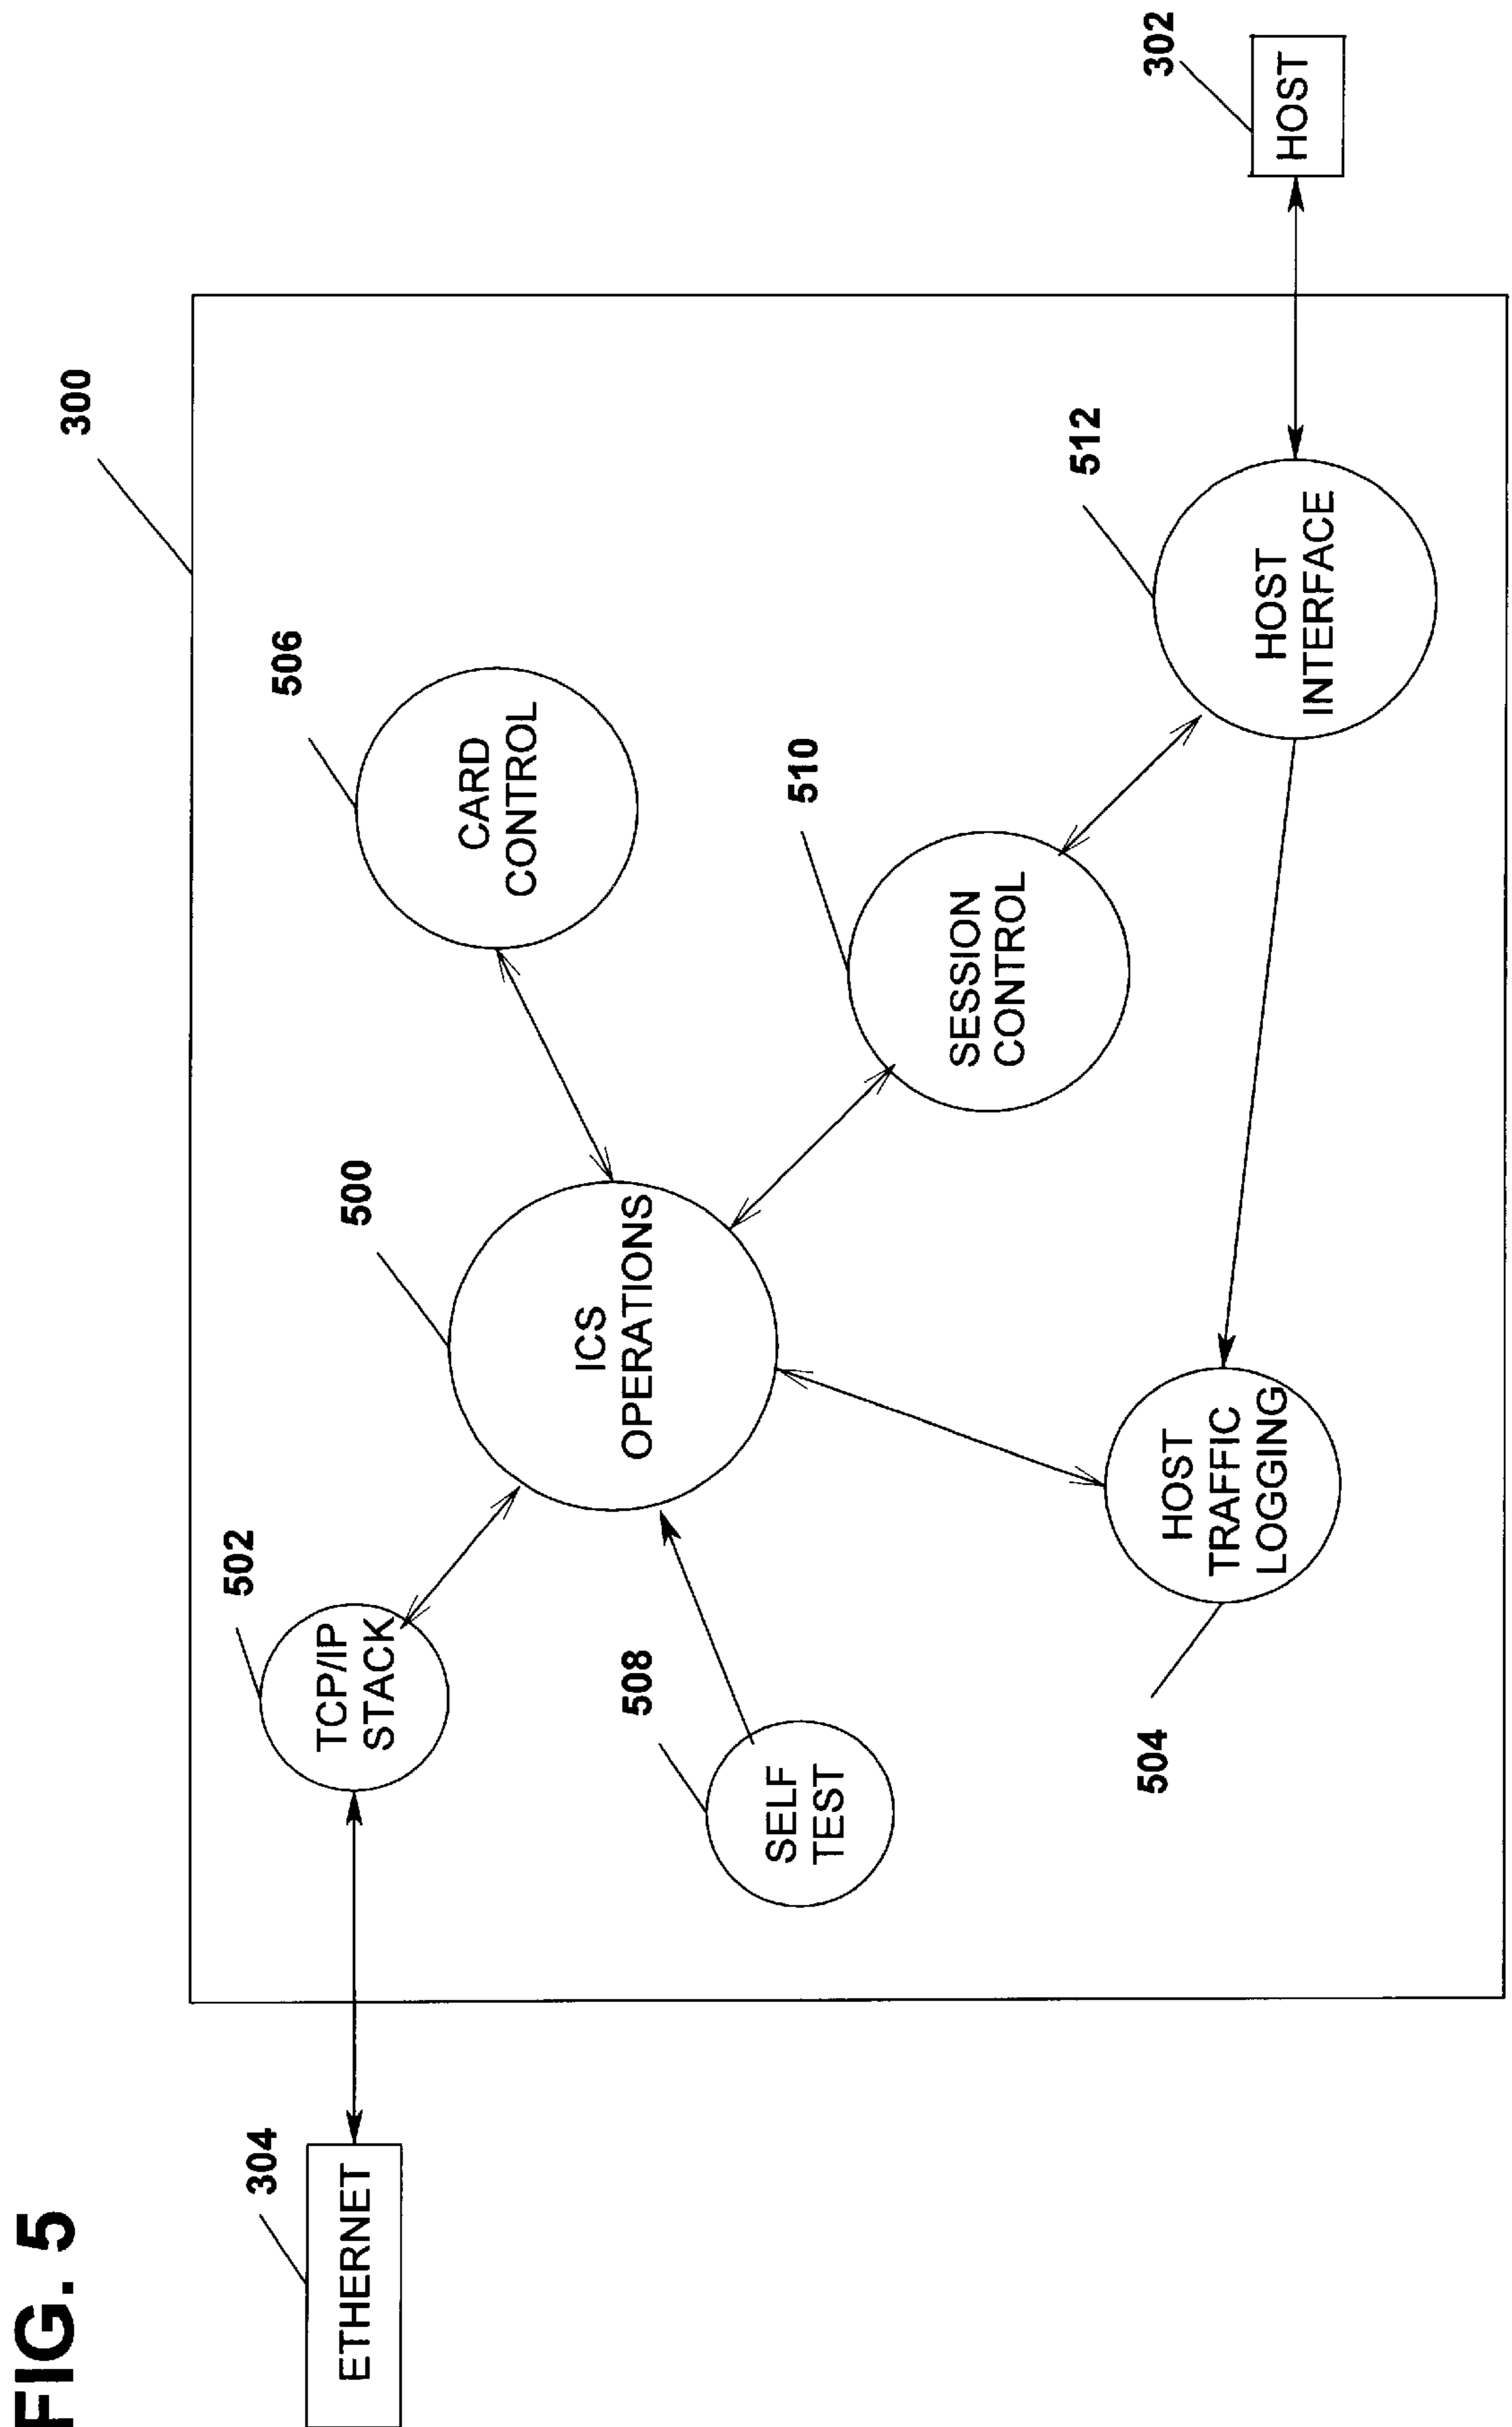 FIG. 5
300
304
ETHERNET
502
TCP/IP
STACK
500
ICS
OPERATIONS
506
CARD
CONTROL
508
SELF
TEST
510
SESSION
CONTROL
512
HOST
INTERFACE
302
HOST
504
HOST
TRAFFIC
LOGGING